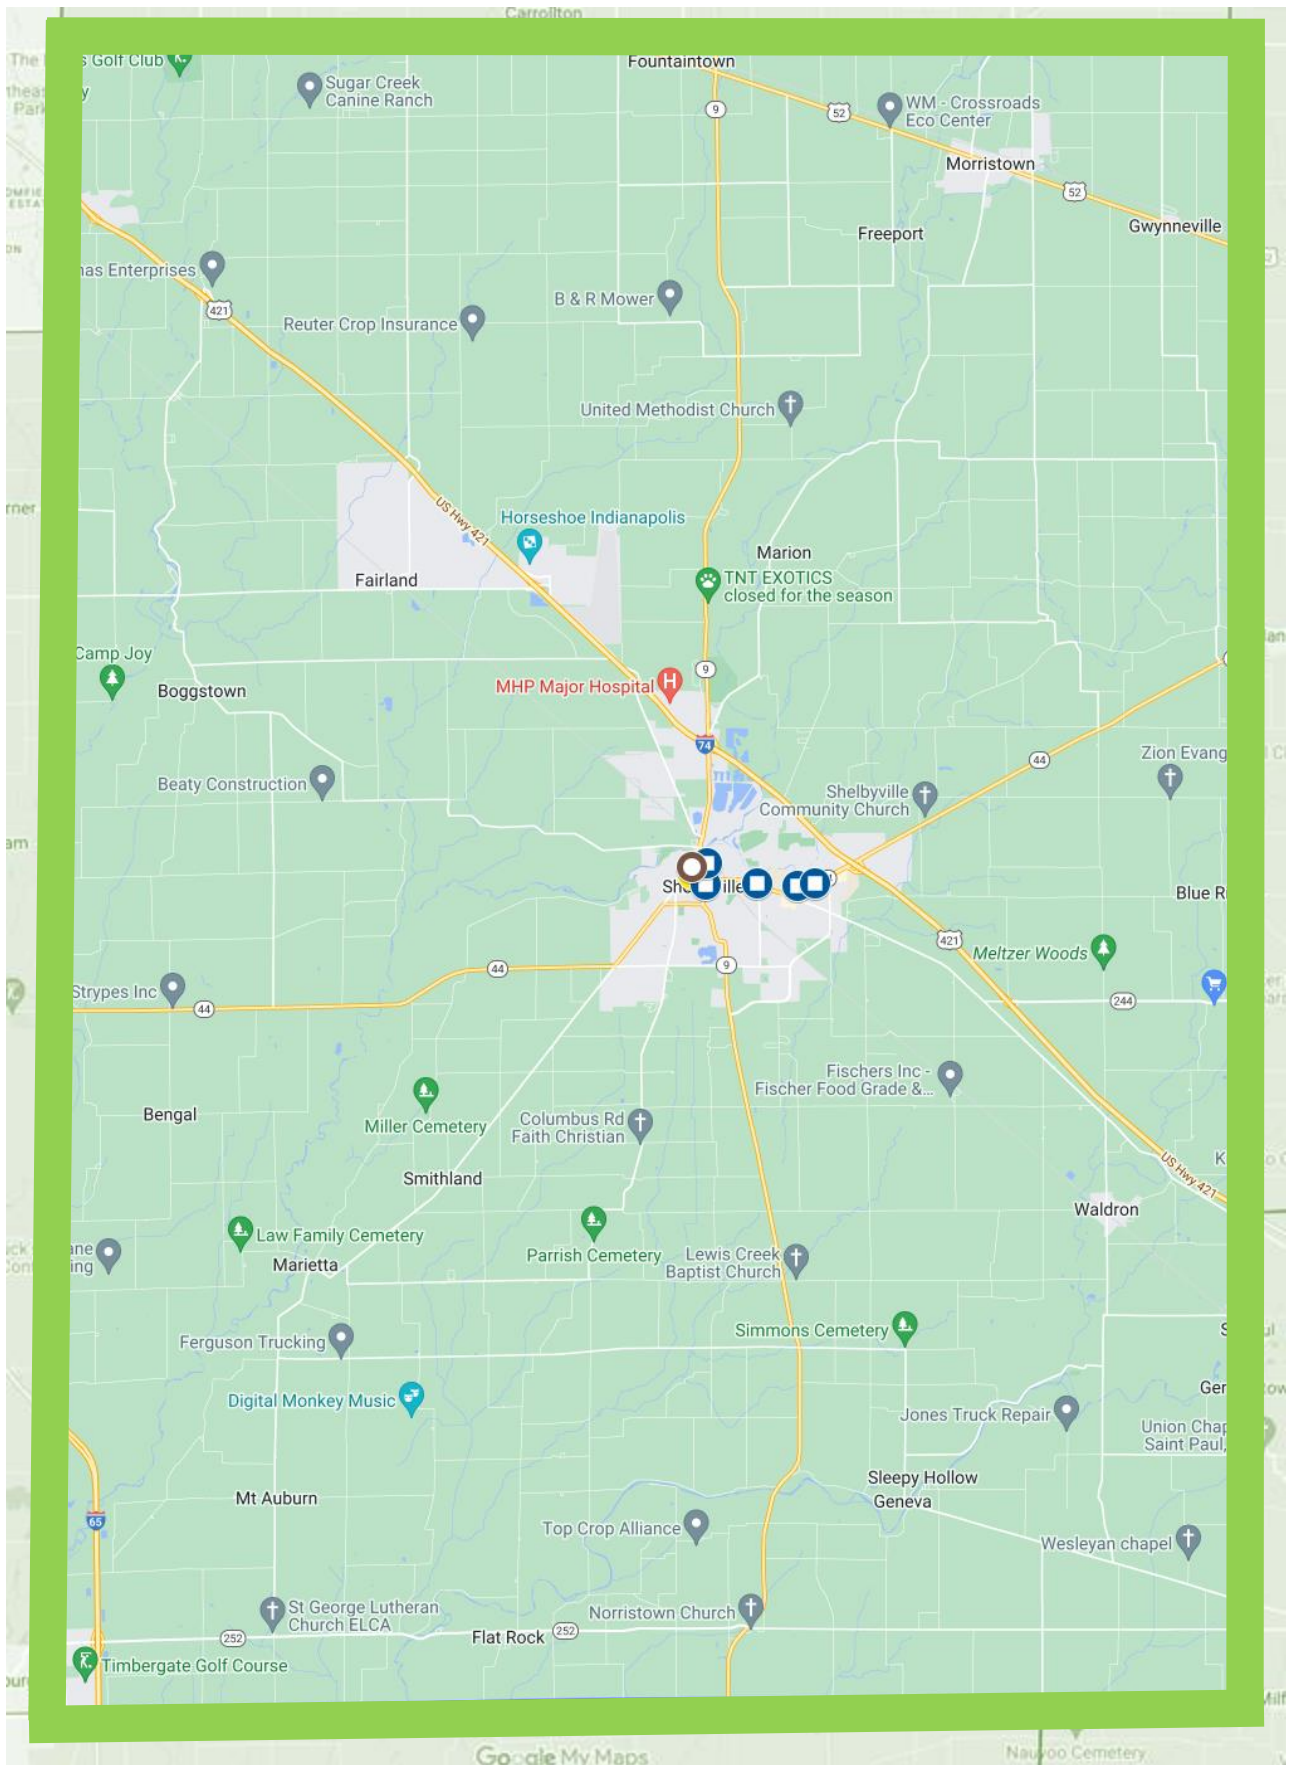 Carrollton
The
s Golf Club
Fountaintown
Sugar Creek
Canine Ranch
9
52
WM - Crossroads
Eco Center
Morristown
52
Gwynneville
Freeport
nas Enterprises
421
B & R Mower
Reuter Crop Insurance
United Methodist Church
US Hwy 421
Horseshoe Indianapolis
Marion
Fairland
TNT EXOTICS
closed for the season
Camp Joy
9
MHP Major Hospital
H
Boggstown
74
44
Zion Evang
Beaty Construction
Shelbyville
Community Church
She ille
Blue Ri
421
Meltzer Woods
44
9
Strypes Inc
44
244
Fischers Inc -
Fischer Food Grade &...
Bengal
Miller Cemetery
Columbus Rd
Faith Christian
US Hwy 421
Smithland
Waldron
Law Family Cemetery
Parrish Cemetery
Lewis Creek
Baptist Church
Marietta
Simmons Cemetery
Ferguson Trucking
Digital Monkey Music
Jones Truck Repair
Union Chap
Saint Paul,
Sleepy Hollow
Mt Auburn
Geneva
65
Top Crop Alliance
Wesleyan chapel
St George Lutheran
Church ELCA
Norristown Church
252
Flat Rock
252
Timbergate Golf Course
Google My Maps
Nauvoo Cemetery